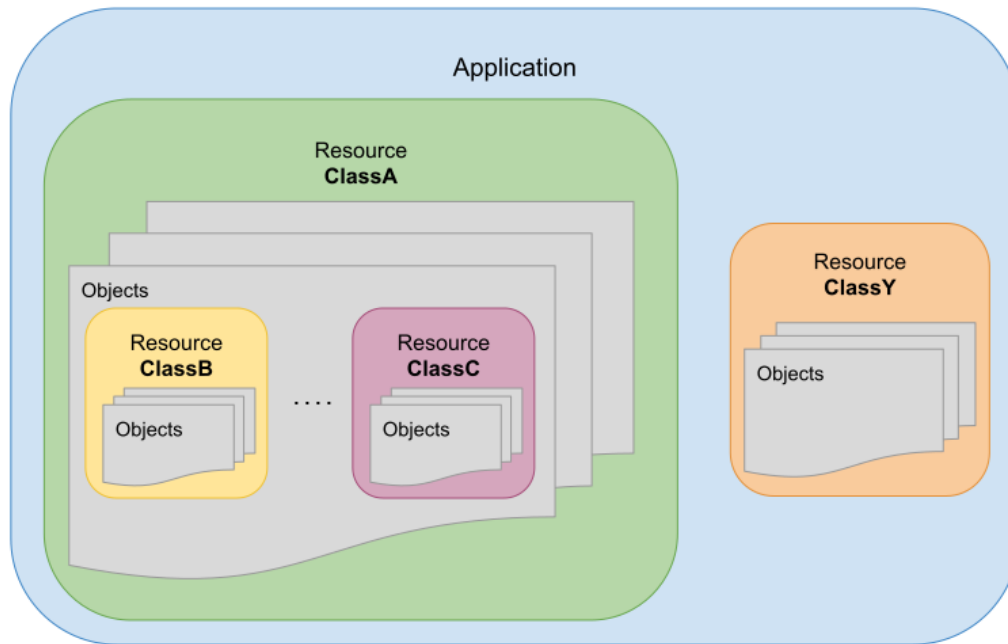 Application
Resource
ClassA
Objects
Resource
ClassB
Objects
....
Resource
ClassC
Objects
Resource
ClassY
Objects